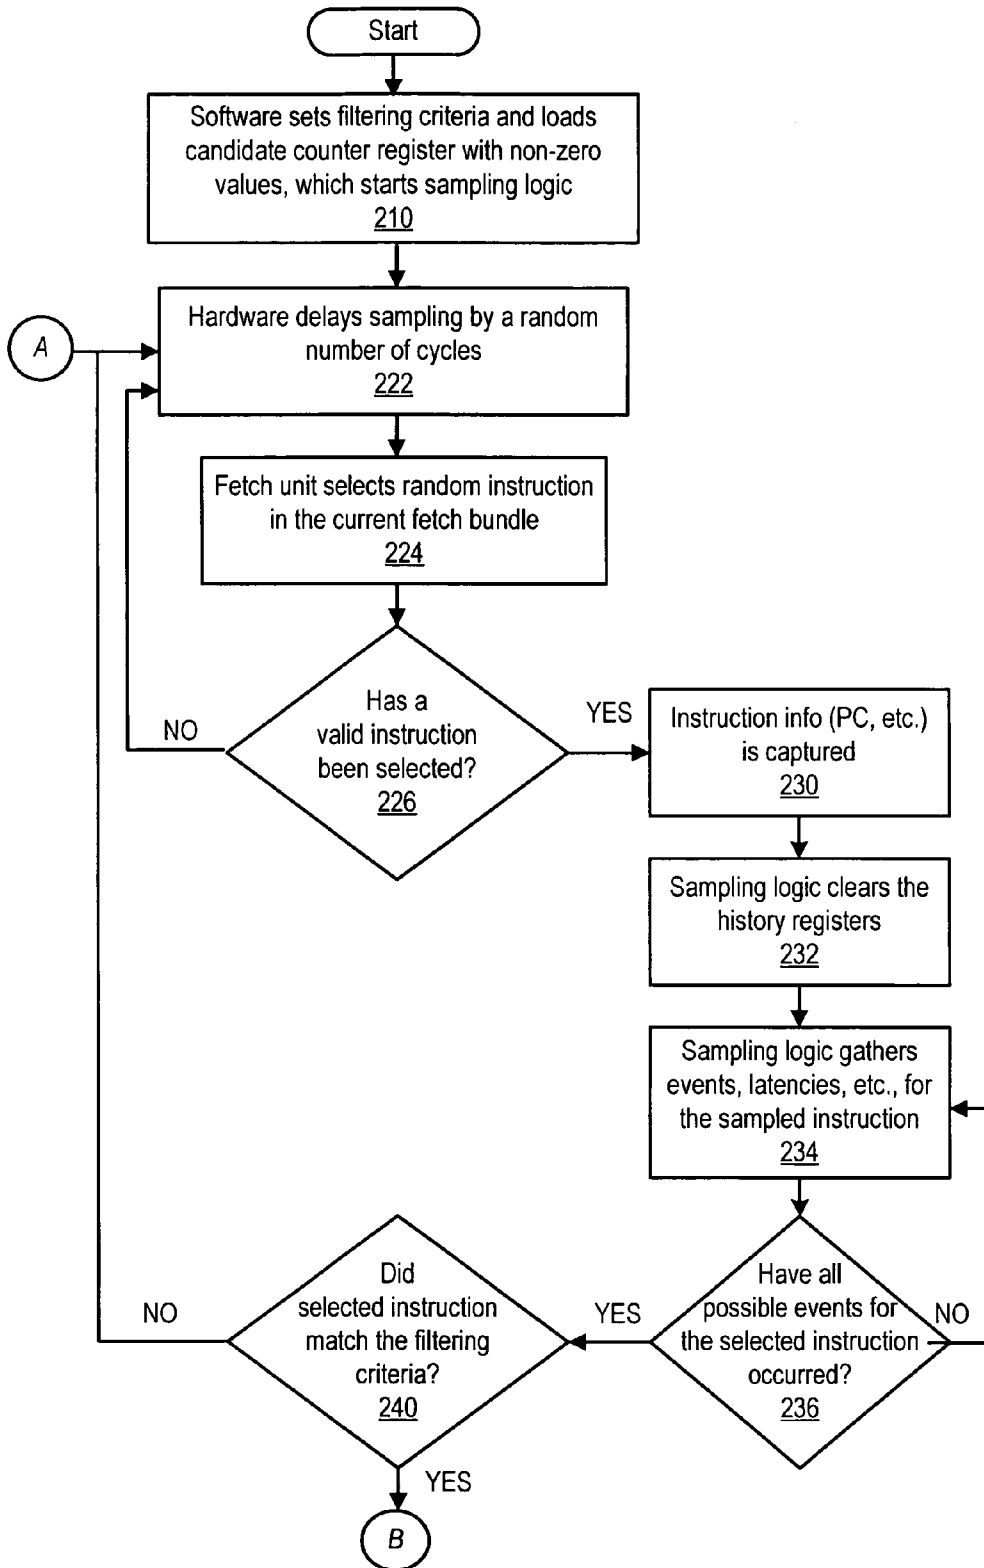 Start
Software sets filtering criteria and loads
candidate counter register with non-zero
values, which starts sampling logic
210
A
Hardware delays sampling by a random
number of cycles
222
Fetch unit selects random instruction
in the current fetch bundle
224
Has a
valid instruction
been selected?
226
NO
YES
Instruction info (PC, etc.)
is captured
230
Sampling logic clears the
history registers
232
Sampling logic gathers
events, latencies, etc., for
the sampled instruction
234
Have all
possible events for
the selected instruction
occurred?
236
NO
YES
Did
selected instruction
match the filtering
criteria?
240
NO
YES
B